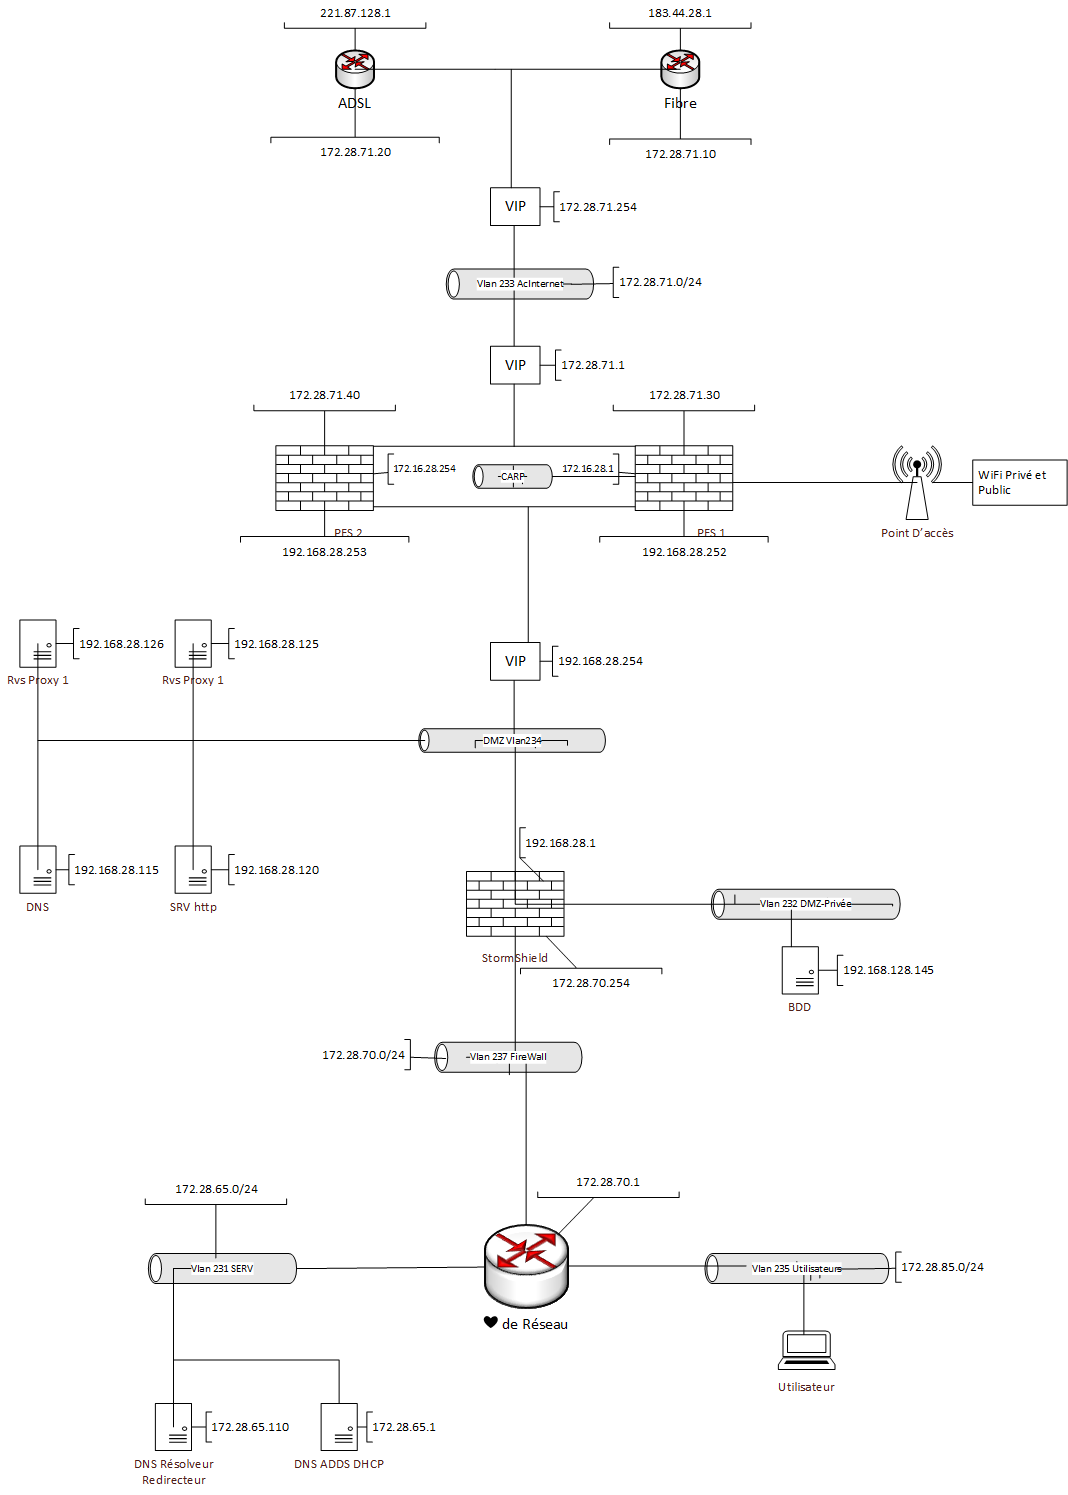 221.87.128.1
183.44.28.1
ADSL
Fibre
172.28.71.20
172.28.71.10
VIP
172.28.71.254
Vlan 233 AcInternet
172.28.71.0/24
VIP
172.28.71.1
172.28.71.40
172.28.71.30
172.16.28.254
CARP
172.16.28.1
WiFi Privé et
Public
PFS 2
PFS 1
Point D’accès
192.168.28.253
192.168.28.252
192.168.28.126
192.168.28.125
VIP
192.168.28.254
Rvs Proxy 1
Rvs Proxy 1
DMZ Vlan234
192.168.28.1
192.168.28.115
192.168.28.120
DNS
SRV http
Vlan 232 DMZ-Privée
StormShield
192.168.128.145
172.28.70.254
BDD
172.28.70.0/24
Vlan 237 FireWall
172.28.65.0/24
172.28.70.1
Vlan 231 SERV
Vlan 235 Utilisateurs
172.28.85.0/24
♥ de Réseau
Utilisateur
172.28.65.110
172.28.65.1
DNS Résolveur
Redirecteur
DNS ADDS DHCP